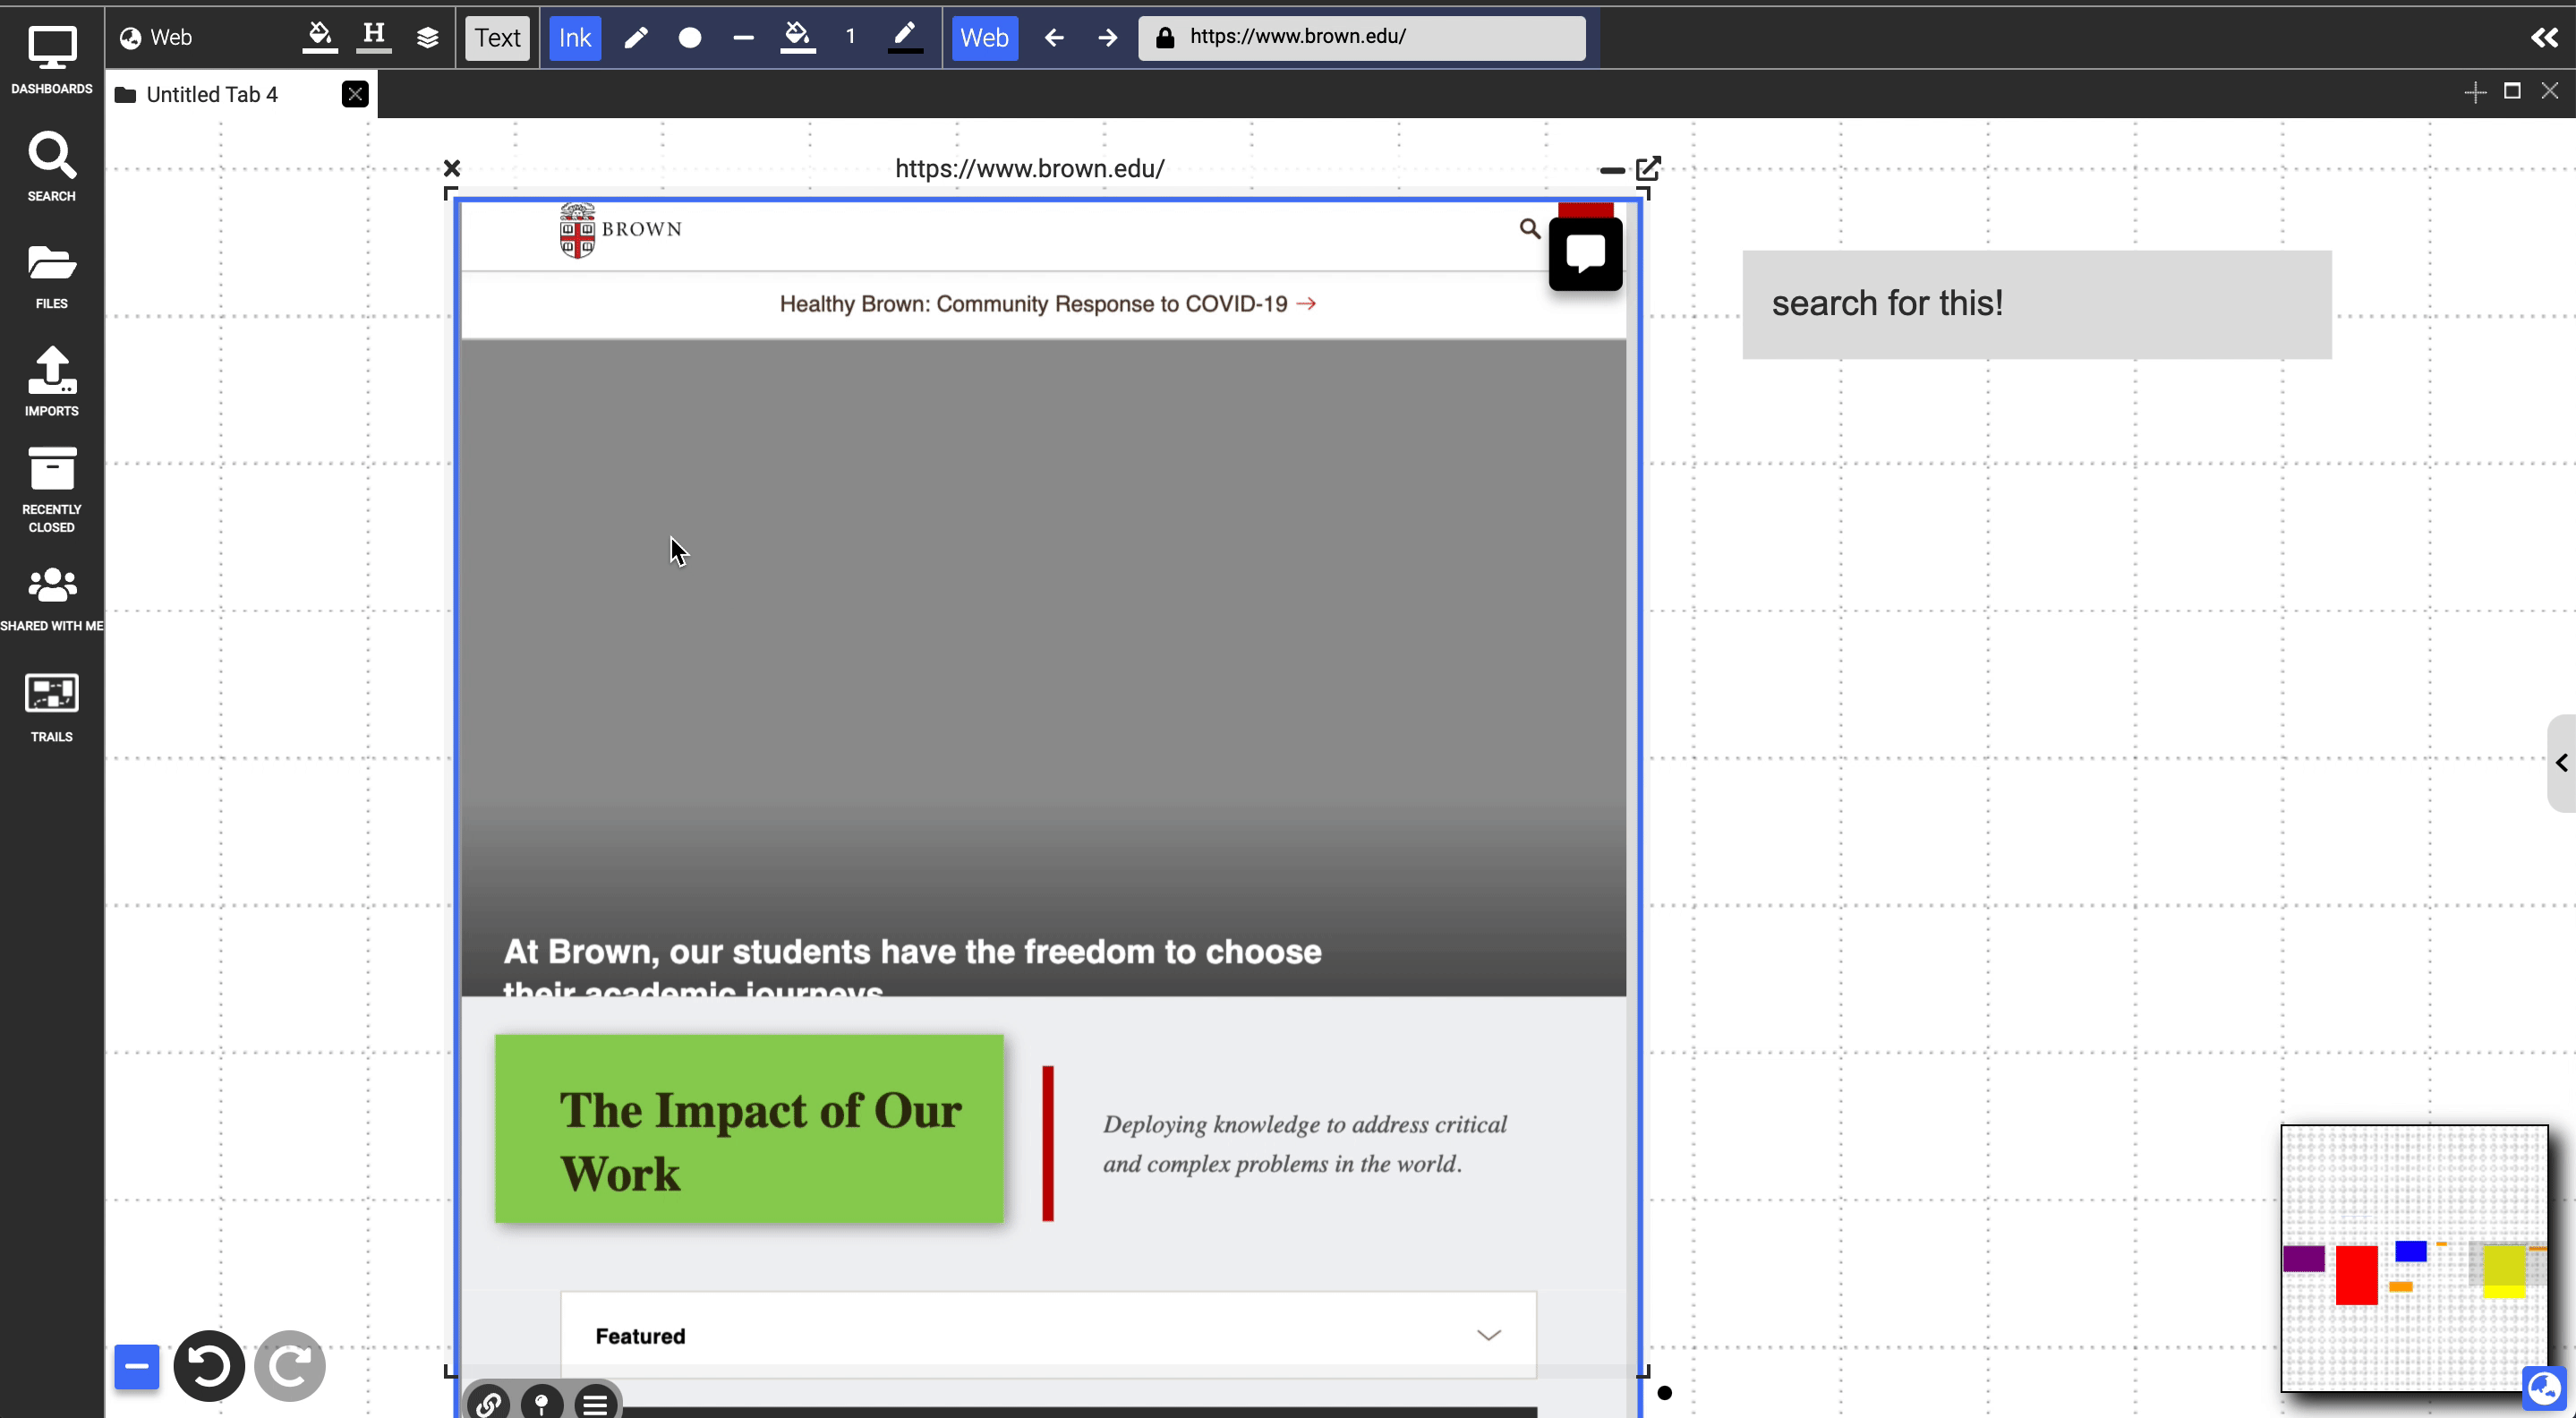 Web
H
Text
Ink
1
Web
https://www.brown.edu/
DASHBOARDS
Untitled Tab 4
SEARCH
FILES
IMPORTS
RECENTLY
CLOSED
SHARED WITH ME
TRAILS
https://www.brown.edu/
BROWN
Healthy Brown: Community Response to COVID-19 →
search for this!
At Brown, our students have the freedom to choose
their academic journeys
The Impact of Our
Work
Deploying knowledge to address critical
and complex problems in the world.
Featured